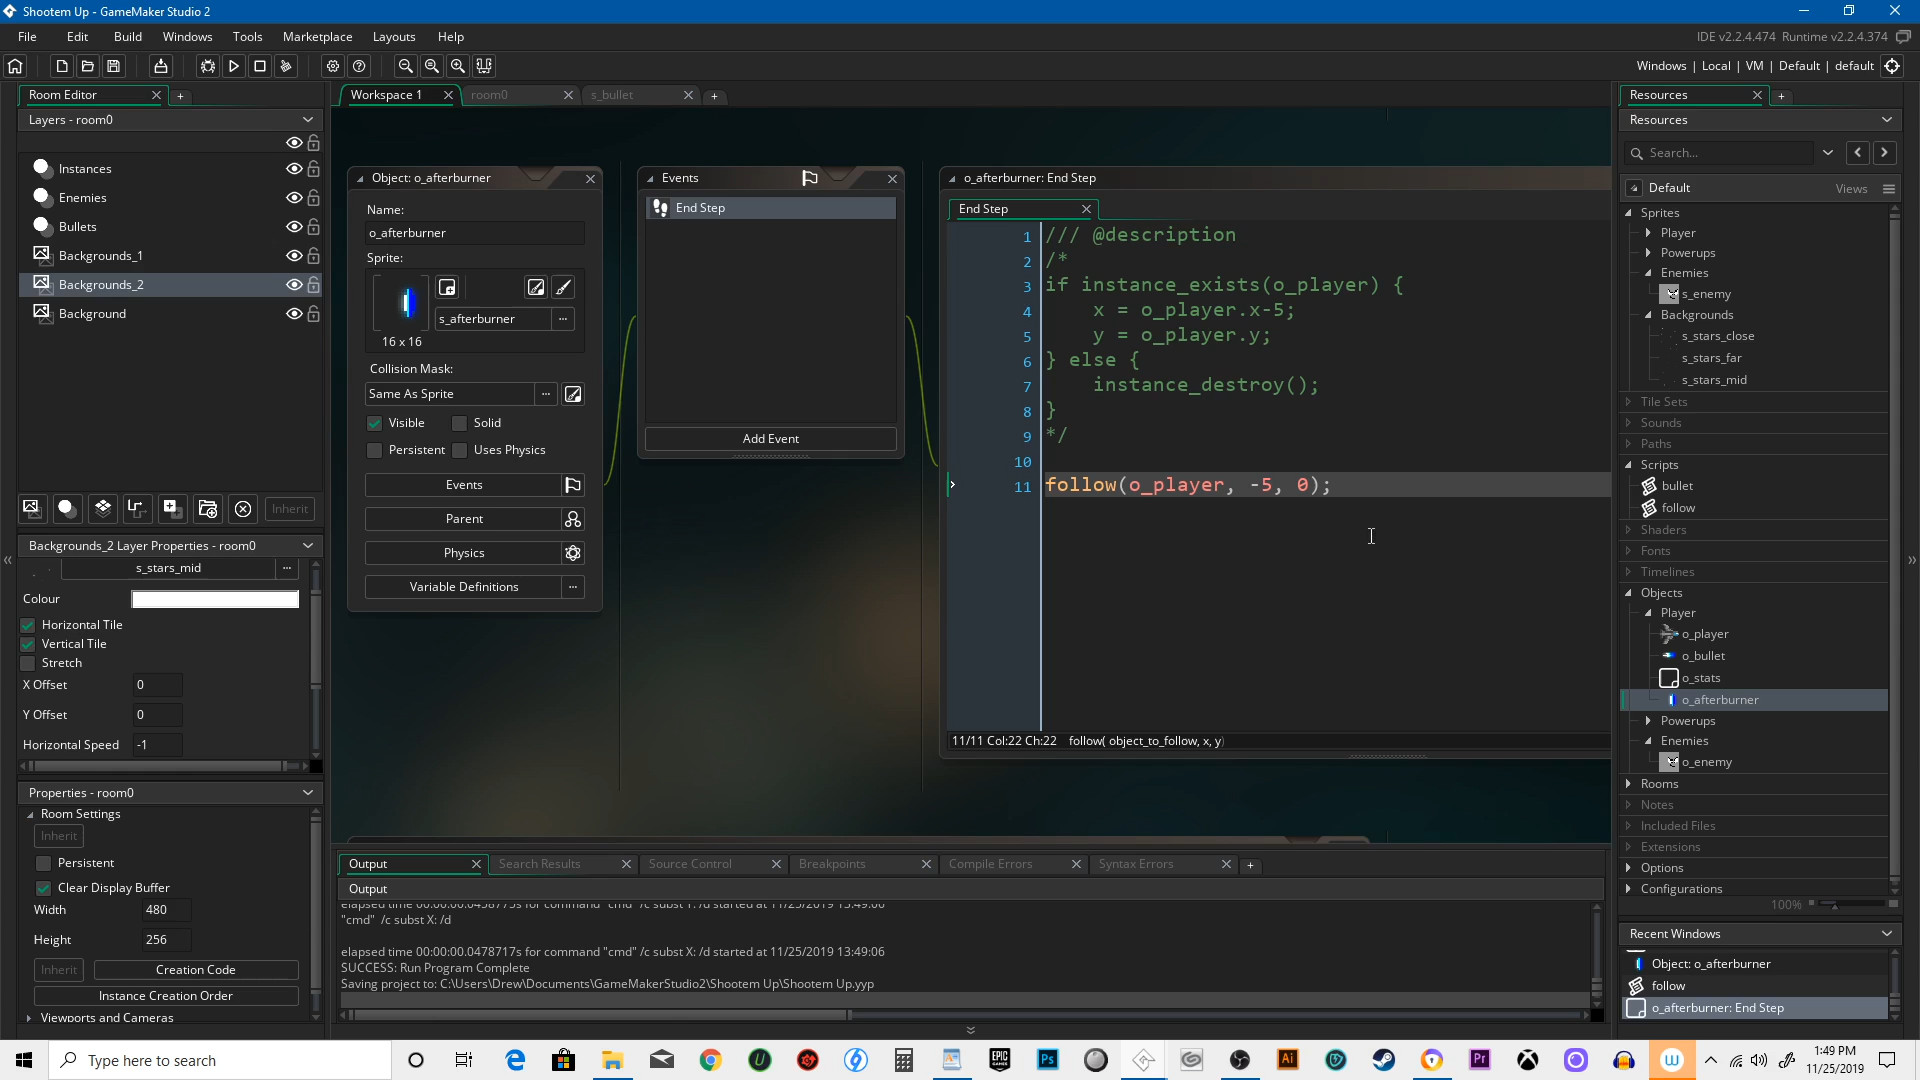 Shootem Up - GameMaker Studio 2
File Edit Build Windows Tools Marketplace Layouts Help
IDE v2.2.4.474 Runtime v2.2.4.374
Windows | Local | VM | Default | default
Room Editor
Layers - room0
Instances
Enemies
Bullets
Backgrounds_1
Backgrounds_2
Background
Inherit
Backgrounds_2 Layer Properties - room0
s_stars_mid
Colour
Horizontal Tile
Vertical Tile
Stretch
X Offset 0
Y Offset 0
Horizontal Speed -1
Properties - room0
Room Settings
Inherit
Persistent
Clear Display Buffer
Width 480
Height 256
Inherit Creation Code
Instance Creation Order
Viewports and Cameras
Workspace 1 room0 s_bullet
Object: o_afterburner
Name:
o_afterburner
Sprite:
s_afterburner
16 x 16
Collision Mask:
Same As Sprite
Visible Solid
Persistent Uses Physics
Events
Parent
Physics
Variable Definitions
Events
End Step
Add Event
o_afterburner: End Step
End Step
1 /// @description
2 /*
3 if instance_exists(o_player) {
4 x = o_player.x-5;
5 y = o_player.y;
6 } else {
7 instance_destroy();
8 }
9 */
10
11 follow(o_player, -5, 0);
11/11 Col:22 Ch:22 follow( object_to_follow, x, y)
Output Search Results Source Control Breakpoints Compile Errors Syntax Errors
Output
"cmd" /c subst X: /d
elapsed time 00:00:00.0478717s for command "cmd" /c subst X: /d started at 11/25/2019 13:49:06
SUCCESS: Run Program Complete
Saving project to: C:\Users\Drew\Documents\GameMakerStudio2\Shootem Up\Shootem Up.yyp
Resources
Resources
Search...
Default Views
Sprites
Player
Powerups
Enemies
s_enemy
Backgrounds
s_stars_close
s_stars_far
s_stars_mid
Tile Sets
Sounds
Paths
Scripts
bullet
follow
Shaders
Fonts
Timelines
Objects
Player
o_player
o_bullet
o_stats
o_afterburner
Powerups
Enemies
o_enemy
Rooms
Notes
Included Files
Extensions
Options
Configurations
100%
Recent Windows
Object: o_afterburner
follow
o_afterburner: End Step
Type here to search
1:49 PM
11/25/2019